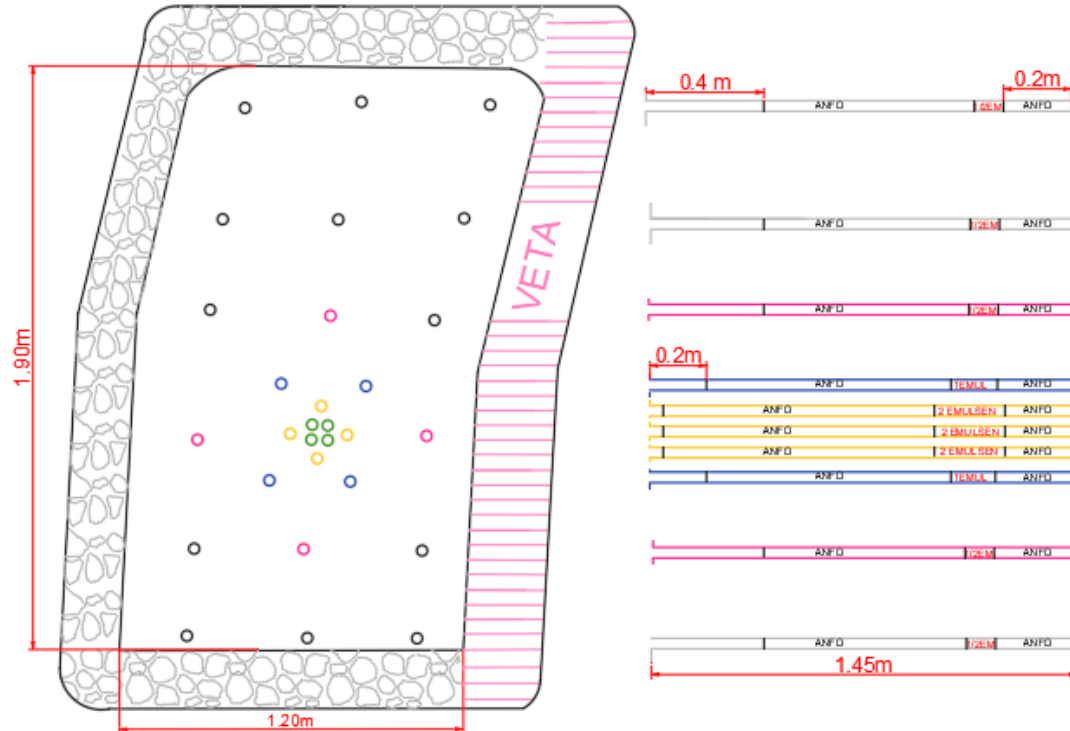 1.90m
VETA
1.20m
0.4 m
0.2m
ANFO 1/2EM ANFO
ANFO 1/2EM ANFO
ANFO 1/2EM ANFO
0.2m
ANFO 1EMUL ANFO
ANFO 2 EMULSEN ANFO
ANFO 2 EMULSEN ANFO
ANFO 2 EMULSEN ANFO
ANFO 1EMUL ANFO
ANFO 1/2EM ANFO
ANFO 1/2EM ANFO
1.45m